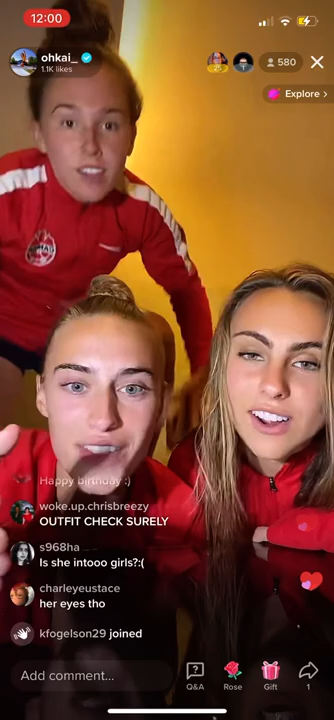 12:00
ohkai_
1.1K likes
580
Explore >
Happy birthday :)
woke.up.chrisbreezy
OUTFIT CHECK SURELY
s968ha
Is she intooo girls?:(
charleyeustace
her eyes tho
kfogelson29 joined
Add comment...
Q&A
Rose
Gift
1